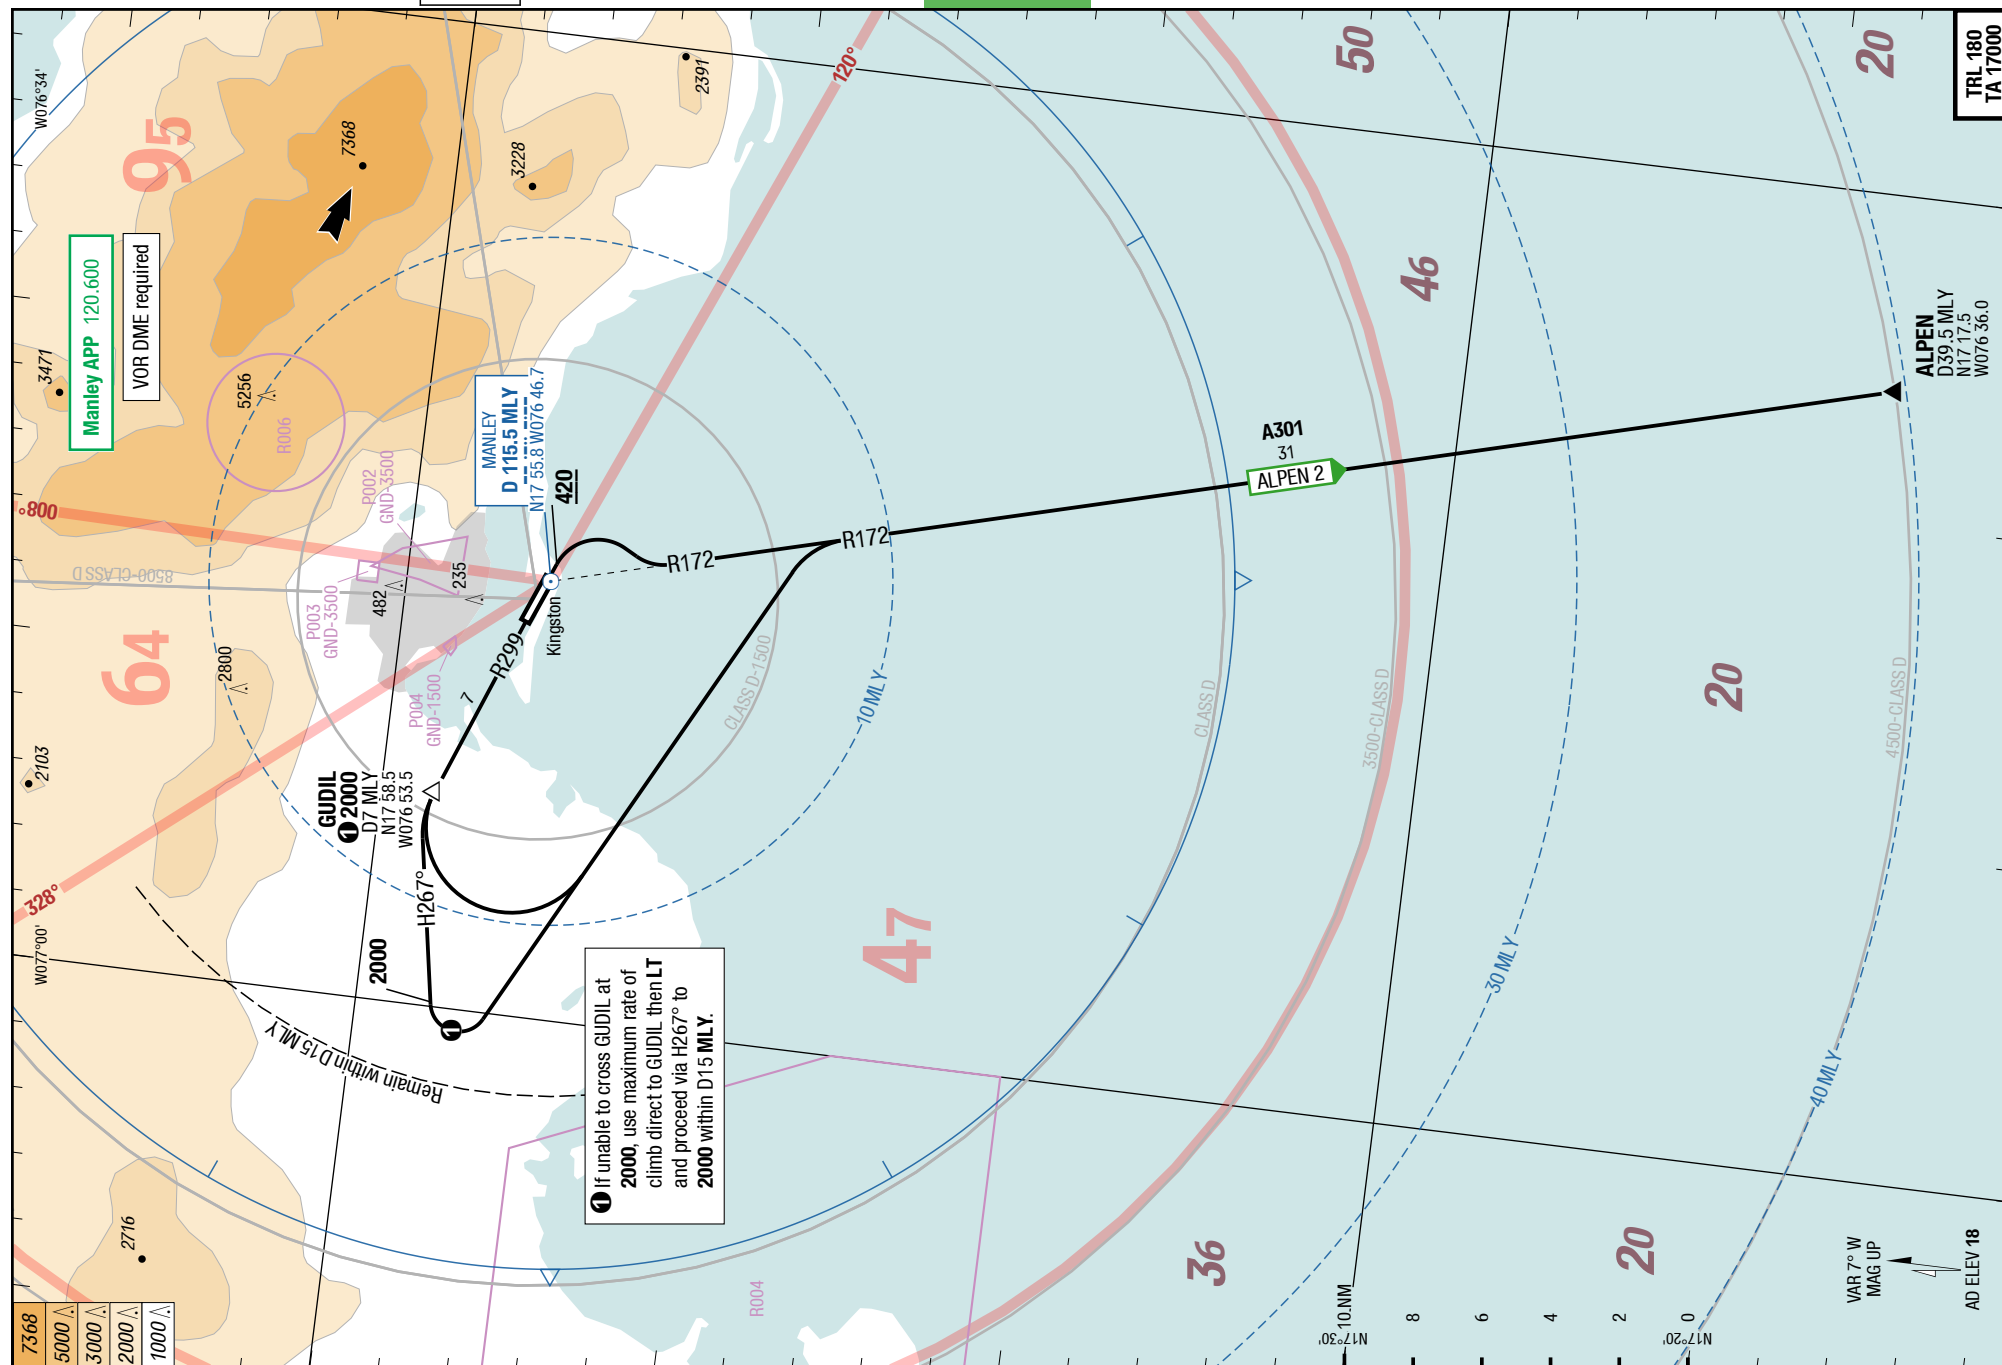 W076°34'
95
7368
2391
120°
50
20
TRL 180
TA 17000
Manley APP 120.600
VOR DME required
3471
5256
R006
3228
46
008°
P002
GND-3500
MANLEY
D 115.5 MLY
N17 55.8 W076 46.7
420
A301
31
ALPEN 2
ALPEN
D39.5 MLY
N17 17.5
W076 36.0
8500-CLASS D
P003
GND-3500
482
235
R172
R172
Kingston
64
2800
R299
7
P004
GND-1500
CLASS D-1500
10 MLY
CLASS D
3500-CLASS D
20
4500-CLASS D
2103
328°
GUDIL
1 2000
D7 MLY
N17 58.5
W076 53.5
H267°
2000
1
47
30 MLY
W077°00'
Remain within D15 MLY
1 If unable to cross GUDIL at
2000, use maximum rate of
climb direct to GUDIL then LT
and proceed via H267° to
2000 within D15 MLY.
40 MLY
2716
R004
36
20
VAR 7° W
MAG UP
AD ELEV 18
7368
5000
3000
2000
1000
N17°30'
10 NM
8
6
4
2
0
N17°20'